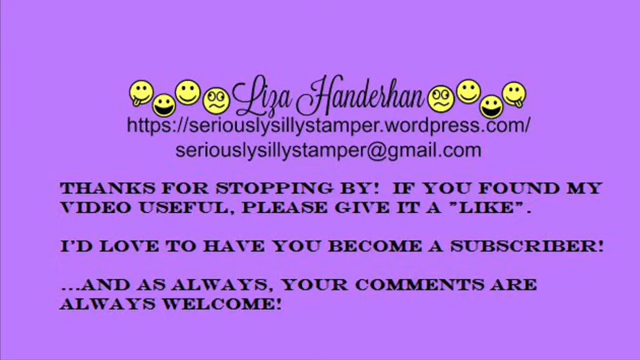 Liza Handerhan
https://seriouslysillystamper.wordpress.com/
seriouslysillystamper@gmail.com
THANKS FOR STOPPING BY!  IF YOU FOUND MY
VIDEO USEFUL, PLEASE GIVE IT A "LIKE".
I'D LOVE TO HAVE YOU BECOME A SUBSCRIBER!
...AND AS ALWAYS, YOUR COMMENTS ARE
ALWAYS WELCOME!